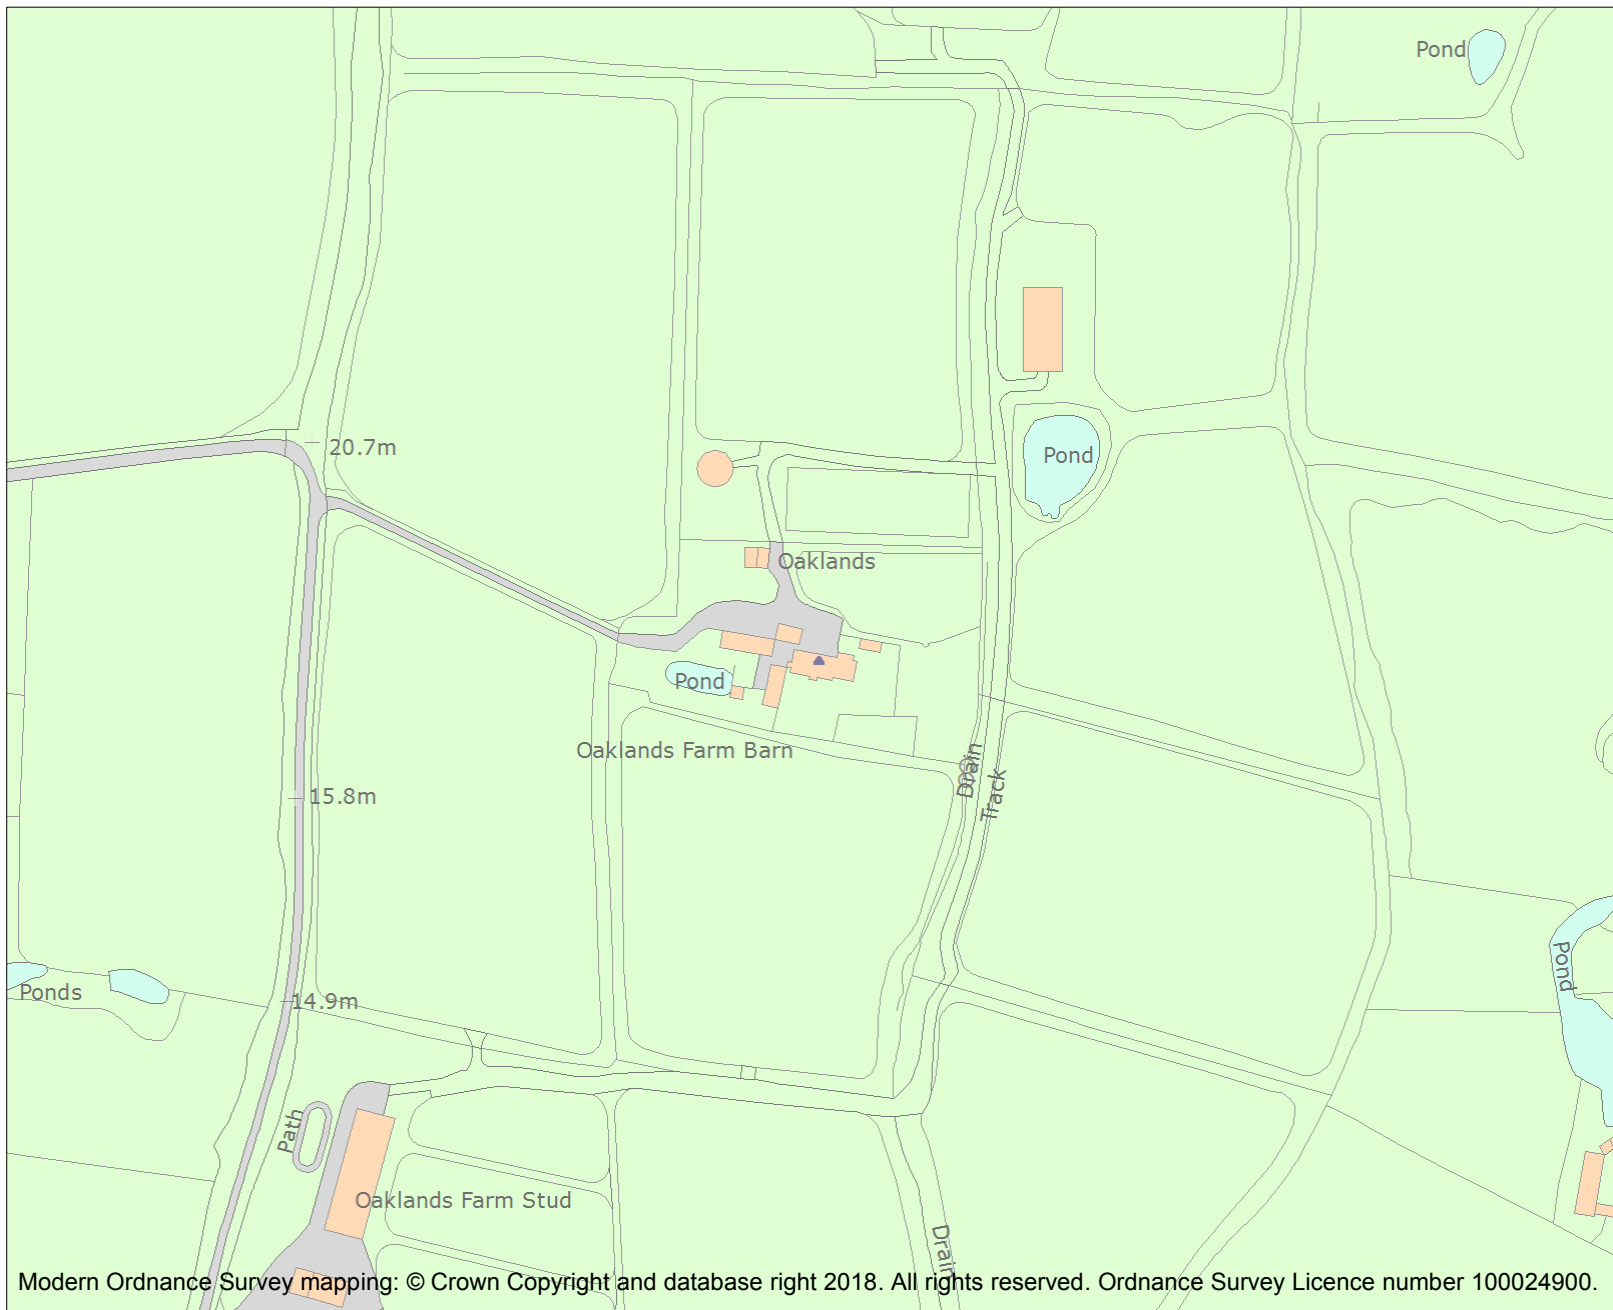 Pond
20.7m
Pond
Oaklands
Pond
Oaklands Farm Barn
Drain
Track
15.8m
Pond
Ponds
14.9m
Path
Oaklands Farm Stud
Drain
Modern Ordnance Survey mapping: © Crown Copyright and database right 2018. All rights reserved. Ordnance Survey Licence number 100024900.